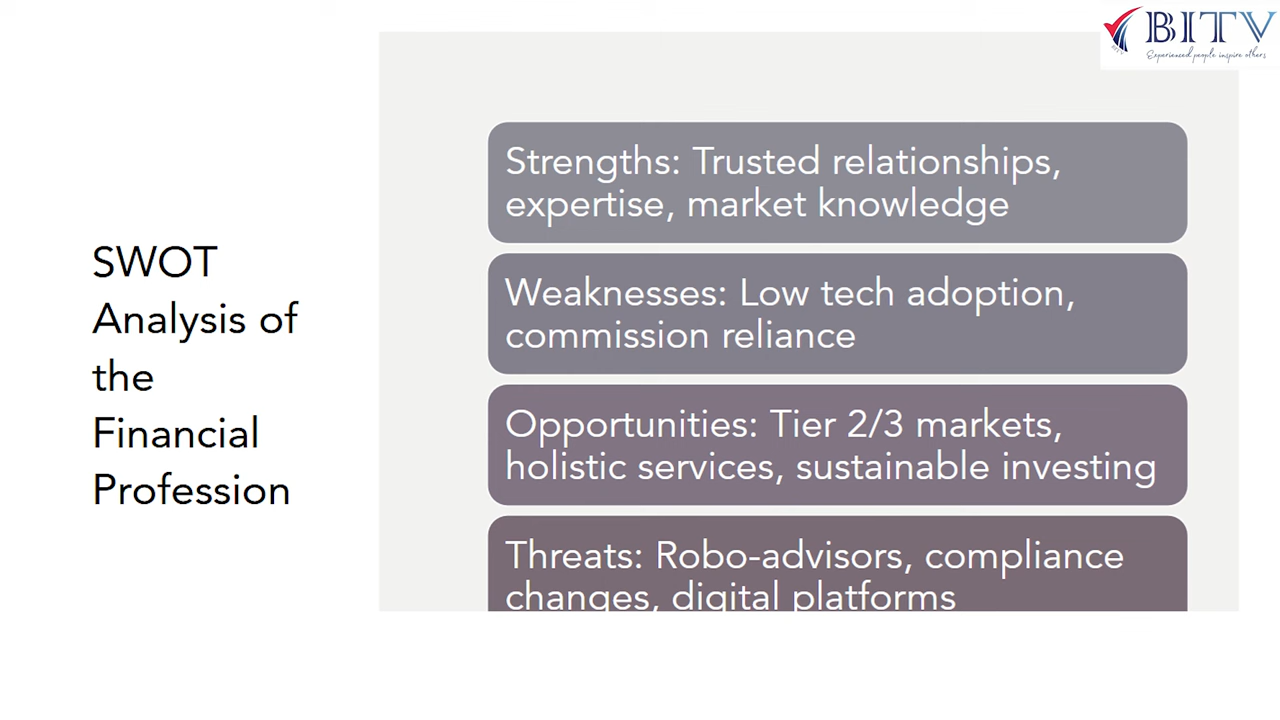 BITV
Experienced people inspire others
SWOT
Analysis of
the
Financial
Profession
Strengths: Trusted relationships,
expertise, market knowledge
Weaknesses: Low tech adoption,
commission reliance
Opportunities: Tier 2/3 markets,
holistic services, sustainable investing
Threats: Robo-advisors, compliance
changes, digital platforms